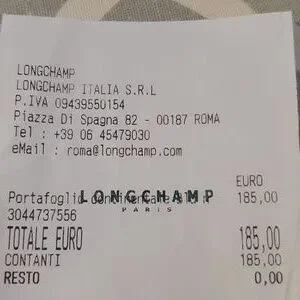 LONGCHAMP
LONGCHAMP ITALIA S.R.L
P.IVA 09439550154
Piazza Di Spagna 82 - 00187 ROMA
Tel : +39 06 45479030
eMail : roma@longchamp.com
EURO
Portafoglio 185,00
LONGCHAMP
PARIS
3044737556
TOTALE EURO 185,00
CONTANTI 185,00
RESTO 0,00